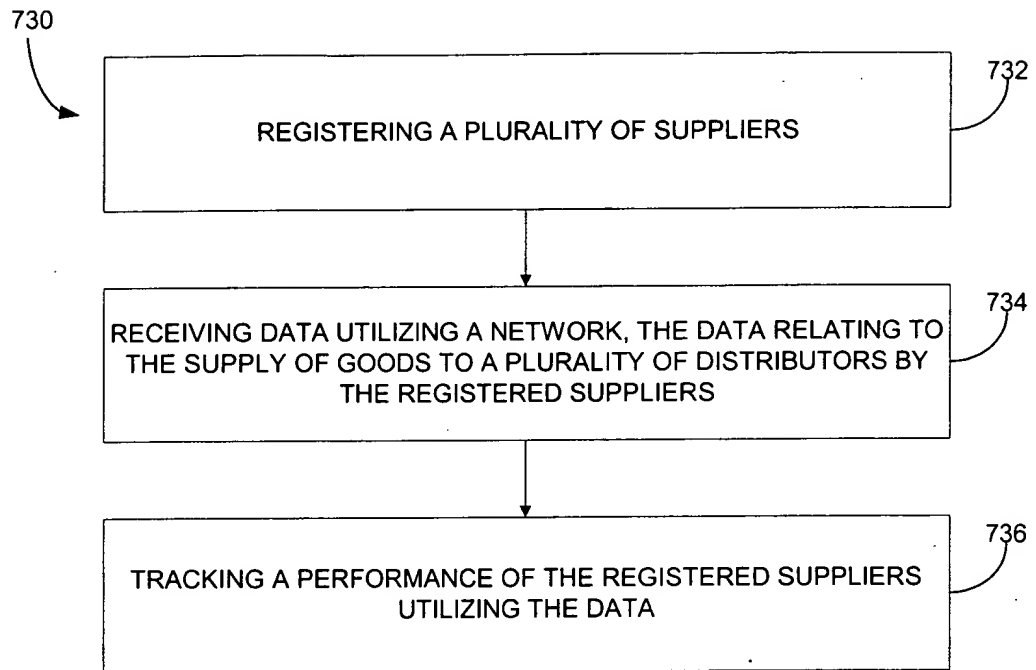 730
732
REGISTERING A PLURALITY OF SUPPLIERS
734
RECEIVING DATA UTILIZING A NETWORK, THE DATA RELATING TO
THE SUPPLY OF GOODS TO A PLURALITY OF DISTRIBUTORS BY
THE REGISTERED SUPPLIERS
736
TRACKING A PERFORMANCE OF THE REGISTERED SUPPLIERS
UTILIZING THE DATA